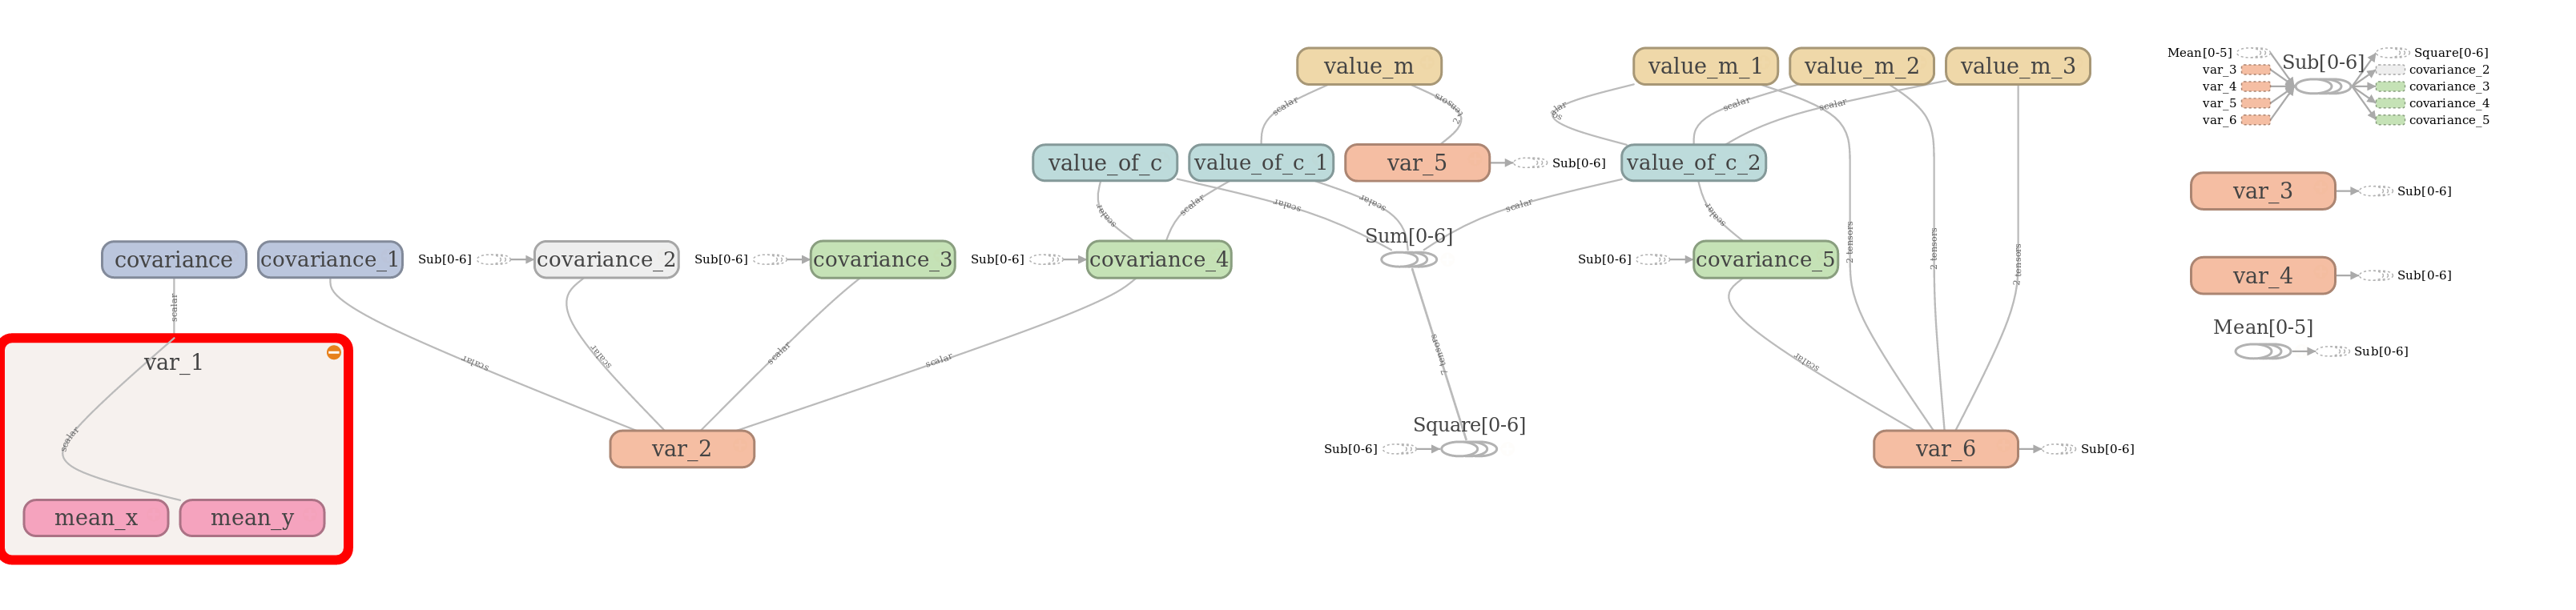 value_m
value_m_1
value_m_2
value_m_3
scalar
2 tensors
scalar
scalar
scalar
value_of_c
value_of_c_1
var_5
Sub[0-6]
value_of_c_2
scalar
scalar
scalar
scalar
scalar
scalar
Sum[0-6]
covariance
covariance_1
Sub[0-6]
covariance_2
Sub[0-6]
covariance_3
Sub[0-6]
covariance_4
Sub[0-6]
covariance_5
2 tensors
2 tensors
2 tensors
scalar
scalar
scalar
scalar
scalar
7 tensors
scalar
var_1
scalar
mean_x
mean_y
var_2
Square[0-6]
Sub[0-6]
var_6
Sub[0-6]
Mean[0-5]
var_3
var_4
var_5
var_6
Sub[0-6]
Square[0-6]
covariance_2
covariance_3
covariance_4
covariance_5
var_3
Sub[0-6]
var_4
Sub[0-6]
Mean[0-5]
Sub[0-6]